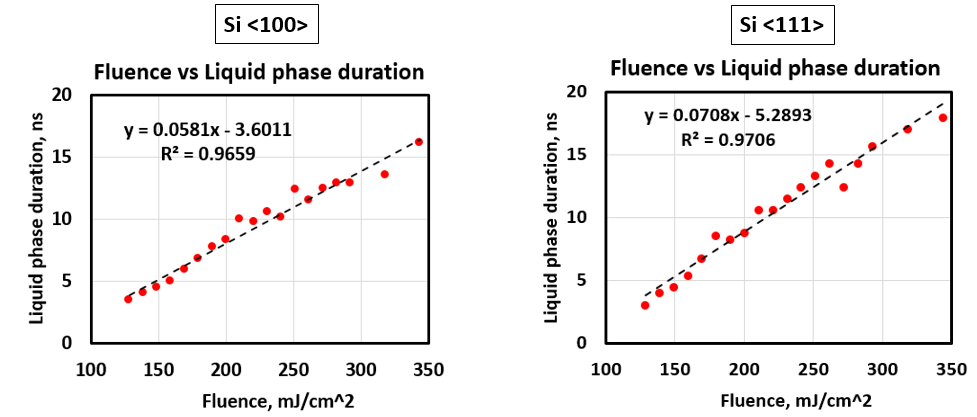 Si <100>
Fluence vs Liquid phase duration
y = 0.0581x - 3.6011
R² = 0.9659
Liquid phase duration, ns
20
15
10
5
0
100
150
200
250
300
350
Fluence, mJ/cm^2
Si <111>
Fluence vs Liquid phase duration
y = 0.0708x - 5.2893
R² = 0.9706
Liquid phase duration, ns
20
15
10
5
0
100
150
200
250
300
350
Fluence, mJ/cm^2